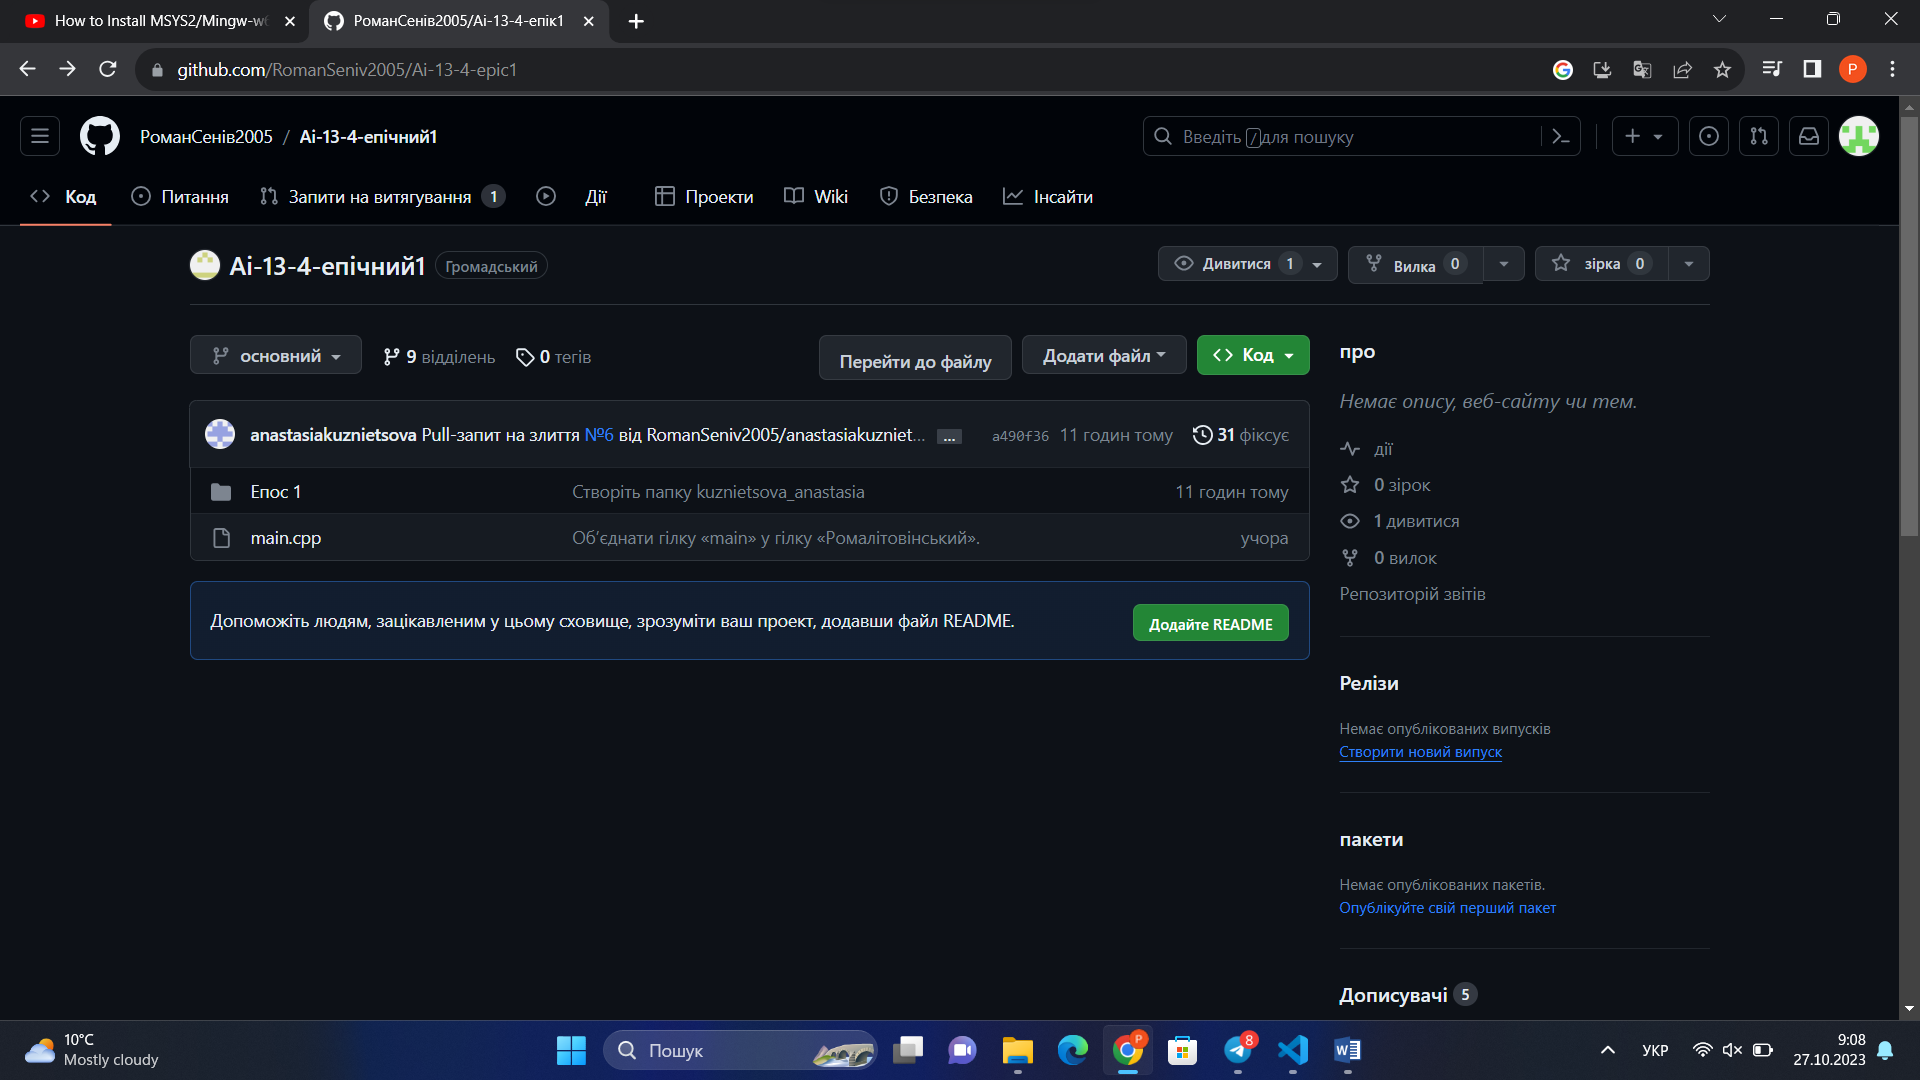 How to Install MSYS2/Mingw-w6
РоманСенів2005/Ai-13-4-епік1
github.com/RomanSeniv2005/Ai-13-4-epic1
P
РоманСенів2005 / Ai-13-4-епічний1
Введіть / для пошуку
Код
Питання
Запити на витягування 1
Дії
Проекти
Wiki
Безпека
Інсайти
Ai-13-4-епічний1
Громадський
Дивитися 1
Вилка 0
зірка 0
основний
9 відділень
0 тегів
Перейти до файлу
Додати файл
Код
про
Немає опису, веб-сайту чи тем.
anastasiakuznietsova Pull-запит на злиття №6 від RomanSeniv2005/anastasiakuzniet... ...
a490f36 11 годин тому
31 фіксує
Епос 1
Створіть папку kuznietsova_anastasia
11 годин тому
main.cpp
Об’єднати гілку «main» у гілку «Ромалітовінський».
учора
Допоможіть людям, зацікавленим у цьому сховище, зрозуміти ваш проект, додавши файл README.
Додайте README
дії
0 зірок
1 дивитися
0 вилок
Репозиторій звітів
Релізи
Немає опублікованих випусків
Створити новий випуск
пакети
Немає опублікованих пакетів.
Опублікуйте свій перший пакет
Дописувачі 5
10°C
Mostly cloudy
Пошук
P
8
W
УКР
9:08
27.10.2023